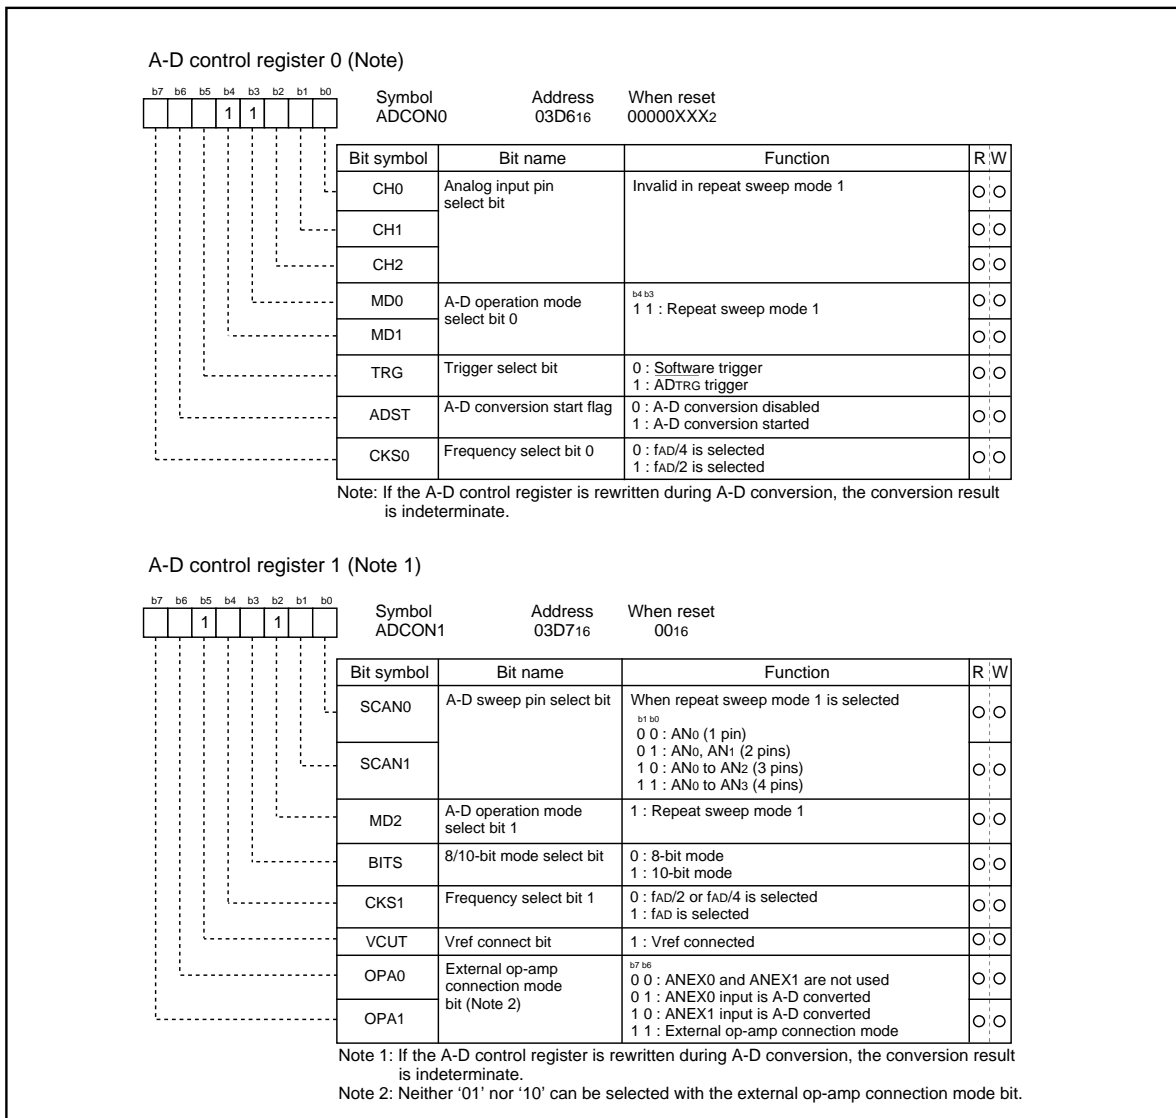 A-D control register 0 (Note)
b7 b6 b5 b4 b3 b2 b1 b0
1 1
Symbol Address When reset
ADCON0 03D616 00000XXX2
Bit symbol Bit name Function R W
CH0 Analog input pin select bit Invalid in repeat sweep mode 1
CH1
CH2
MD0 A-D operation mode select bit 0 b4 b3
1 1 : Repeat sweep mode 1
MD1
TRG Trigger select bit 0 : Software trigger
1 : ADTRG trigger
ADST A-D conversion start flag 0 : A-D conversion disabled
1 : A-D conversion started
CKS0 Frequency select bit 0 0 : fAD/4 is selected
1 : fAD/2 is selected
Note: If the A-D control register is rewritten during A-D conversion, the conversion result
is indeterminate.
A-D control register 1 (Note 1)
b7 b6 b5 b4 b3 b2 b1 b0
1 1
Symbol Address When reset
ADCON1 03D716 0016
Bit symbol Bit name Function R W
SCAN0 A-D sweep pin select bit When repeat sweep mode 1 is selected
b1 b0
0 0 : AN0 (1 pin)
0 1 : AN0, AN1 (2 pins)
SCAN1 1 0 : AN0 to AN2 (3 pins)
1 1 : AN0 to AN3 (4 pins)
MD2 A-D operation mode select bit 1 1 : Repeat sweep mode 1
BITS 8/10-bit mode select bit 0 : 8-bit mode
1 : 10-bit mode
CKS1 Frequency select bit 1 0 : fAD/2 or fAD/4 is selected
1 : fAD is selected
VCUT Vref connect bit 1 : Vref connected
OPA0 External op-amp connection mode bit (Note 2) b7 b6
0 0 : ANEX0 and ANEX1 are not used
0 1 : ANEX0 input is A-D converted
OPA1 1 0 : ANEX1 input is A-D converted
1 1 : External op-amp connection mode
Note 1: If the A-D control register is rewritten during A-D conversion, the conversion result
is indeterminate.
Note 2: Neither ‘01’ nor ‘10’ can be selected with the external op-amp connection mode bit.